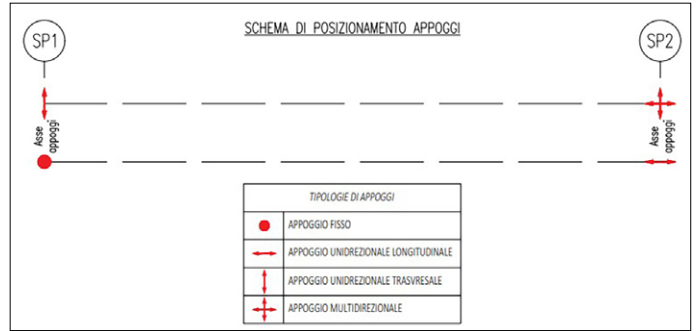 SCHEMA DI POSIZIONAMENTO APPOGGI
SP1
SP2
Asse
appoggi
Asse
appoggi
TIPOLOGIE DI APPOGGI
APPOGGIO FISSO
APPOGGIO UNIDREZIONALE LONGITUDINALE
APPOGGIO UNIDREZIONALE TRASVRESALE
APPOGGIO MULTIDIREZIONALE